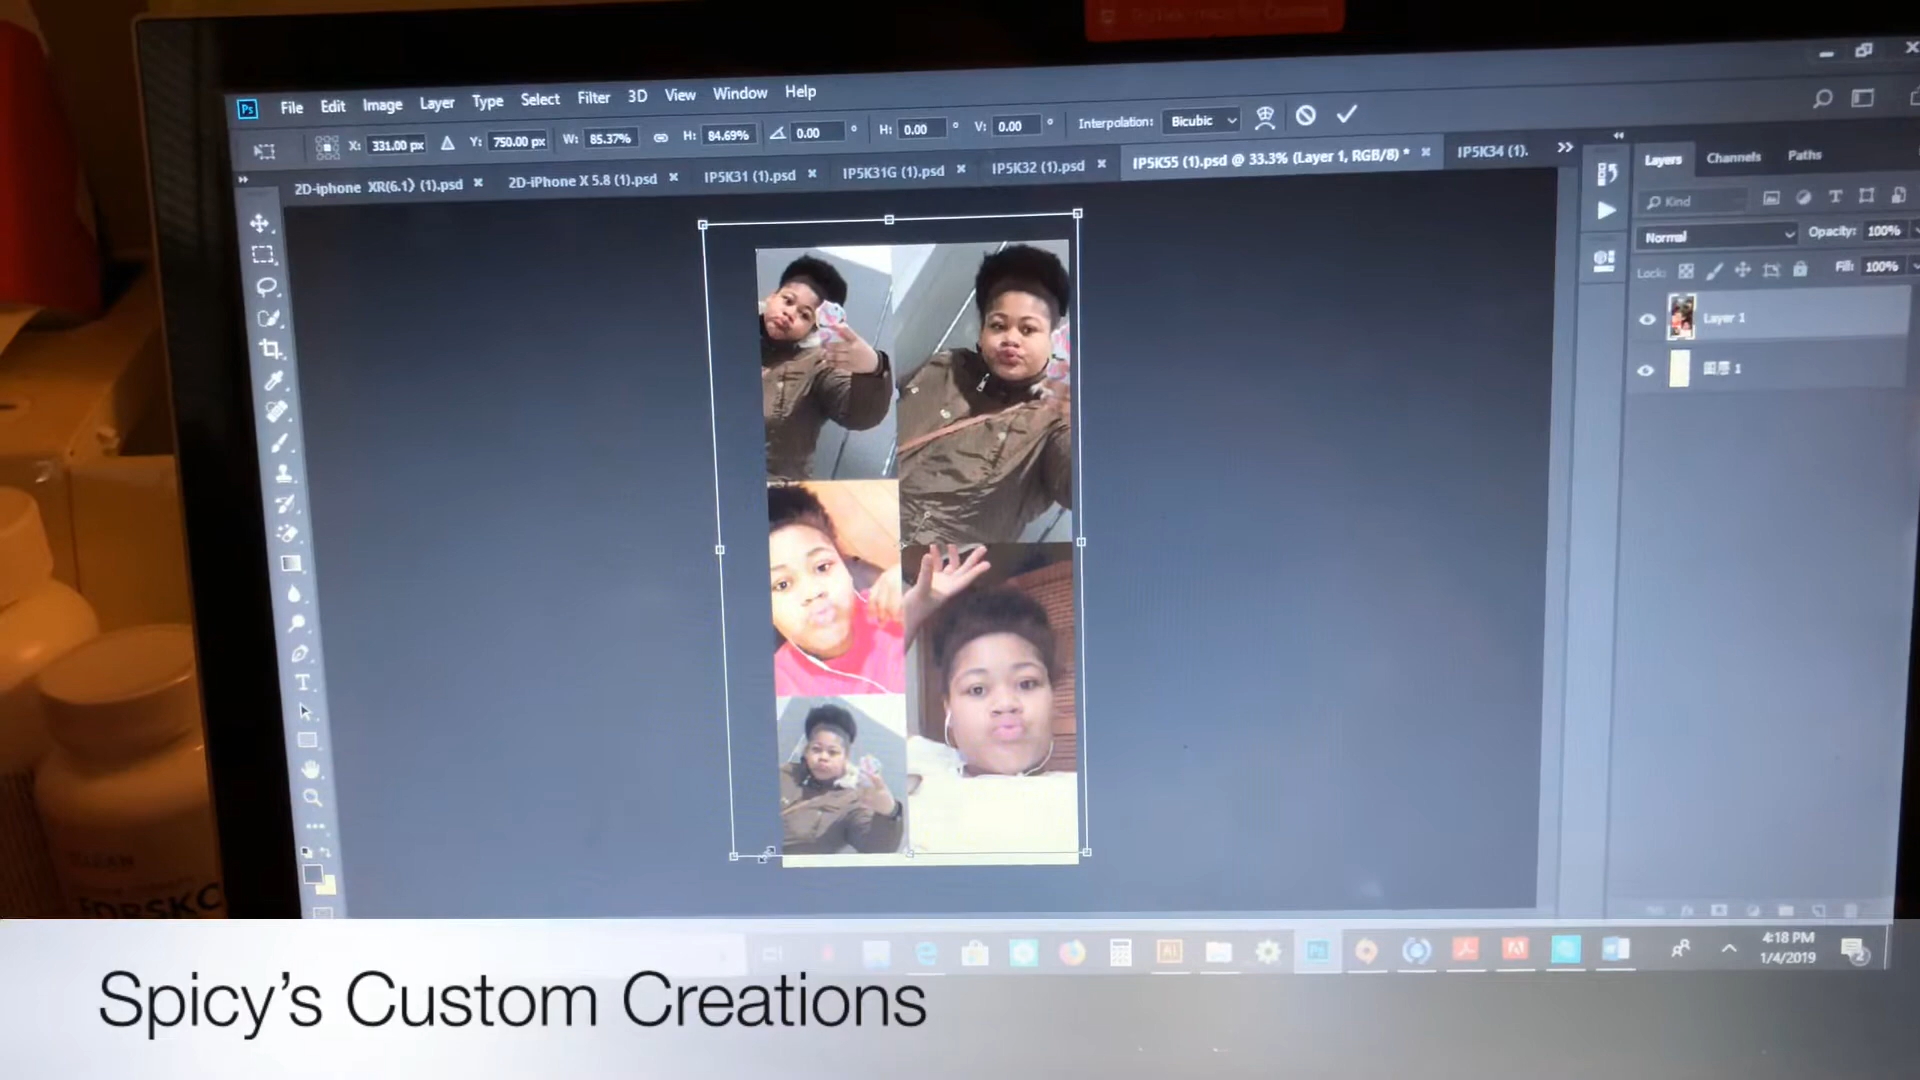 Ps File Edit Image Layer Type Select Filter 3D View Window Help
X: 331.00 px Y: 750.00 px W: 85.37% H: 84.69% 0.00 ° H: 0.00 ° V: 0.00 ° Interpolation: Bicubic
2D-iphone XR(6.1) (1).psd × 2D-iPhone X 5.8 (1).psd × IP5K31 (1).psd × IP5K31G (1).psd × IP5K32 (1).psd × IP5K55 (1).psd @ 33.3% (Layer 1, RGB/8) * × IP5K34 (1).
Layers Channels Paths
Kind
Normal Opacity: 100%
Lock: Fill: 100%
Layer 1
图层 1
4:18 PM
1/4/2019
Spicy's Custom Creations